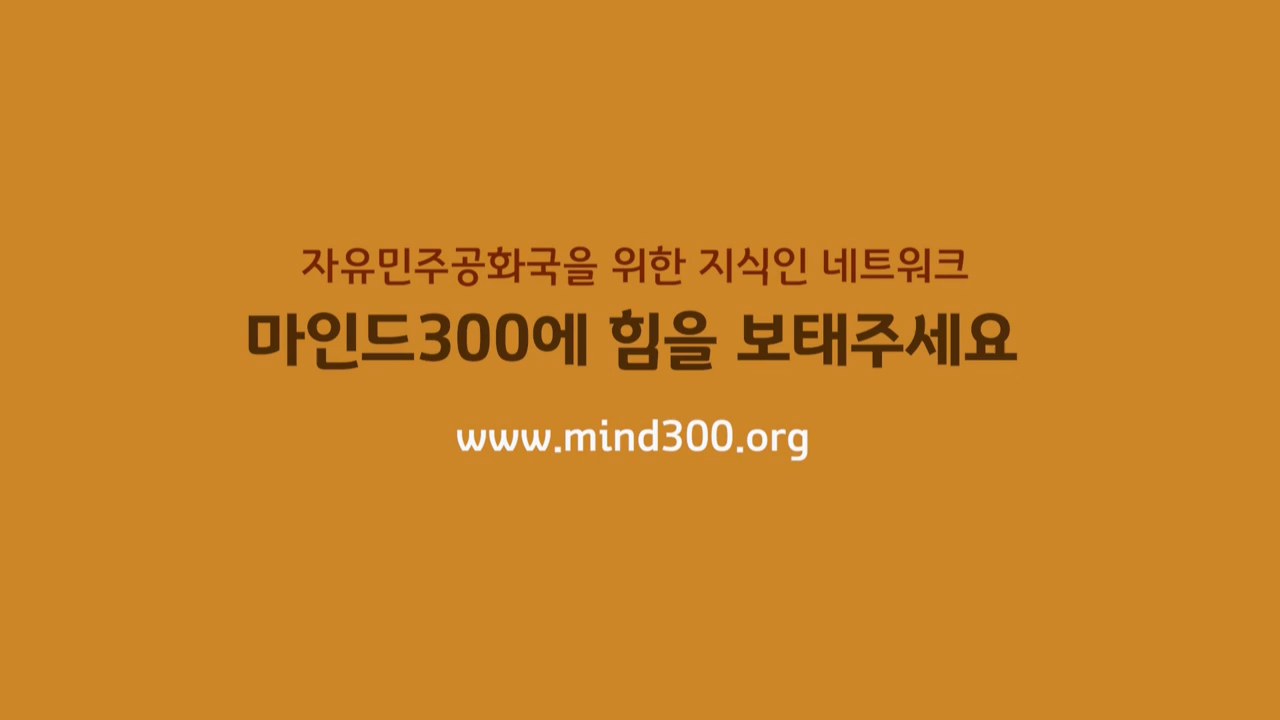 자유민주공화국을 위한 지식인 네트워크
마인드300에 힘을 보태주세요
www.mind300.org